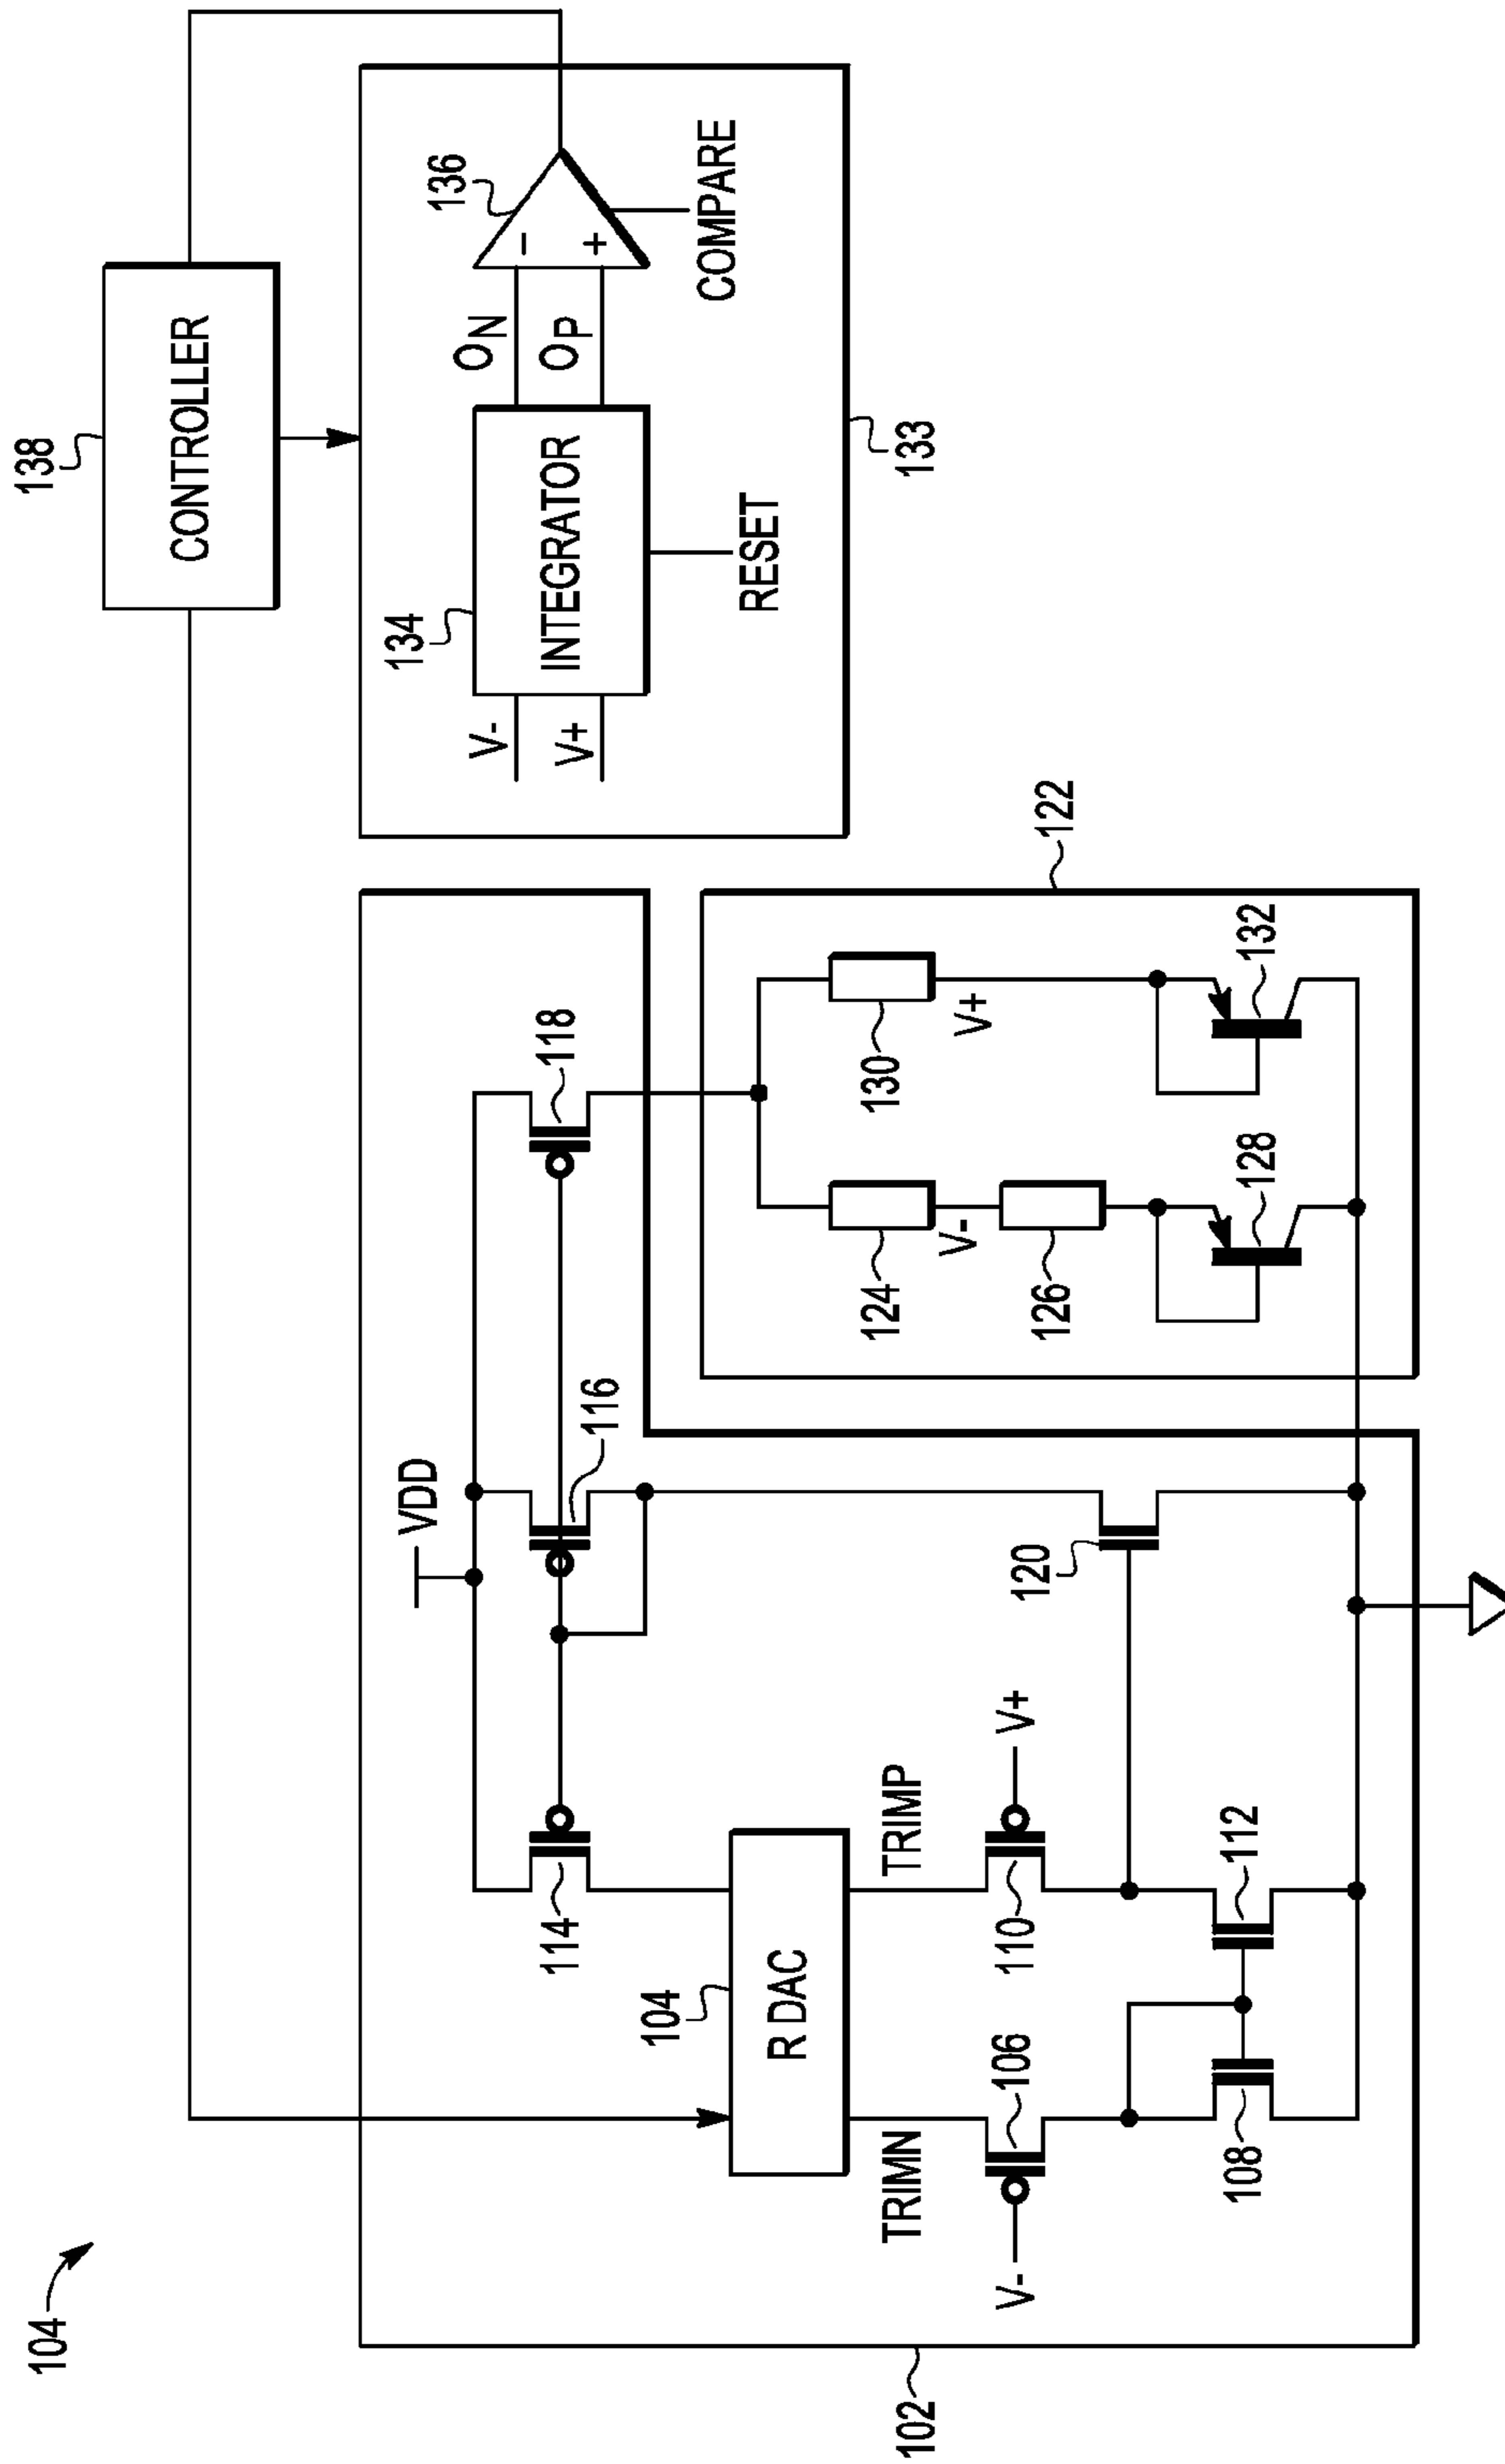 104
138
CONTROLLER
102
VDD
114
116
118
104
R DAC
TRIMN
TRIMP
V-
106
110
V+
108
112
120
122
124
V-
126
128
130
V+
132
133
134
V-
V+
INTEGRATOR
RESET
ON
OP
136
-
+
COMPARE